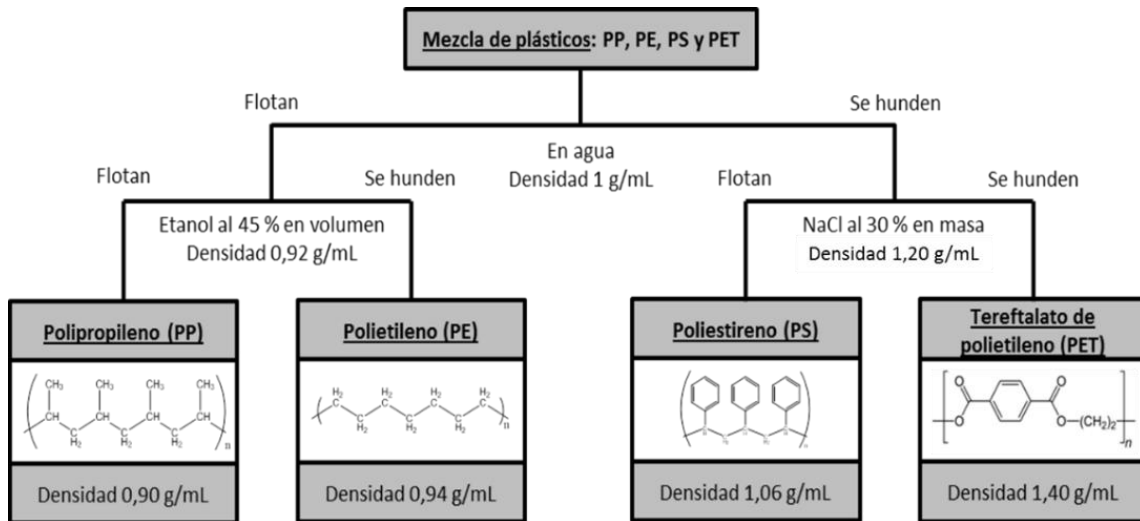 Mezcla de plásticos: PP, PE, PS y PET
Flotan
Se hunden
En agua
Densidad 1 g/mL
Flotan
Se hunden
Etanol al 45 % en volumen
Densidad 0,92 g/mL
Flotan
Se hunden
NaCl al 30 % en masa
Densidad 1,20 g/mL
Polipropileno (PP)
CH3 CH3 CH3 CH3
CH CH CH CH
C C C C
H2 H2 H2 H2
n
Densidad 0,90 g/mL
Polietileno (PE)
H2 H2 H2 H2
C C C C
C C C
H2 H2 H2
n
Densidad 0,94 g/mL
Poliestireno (PS)
Densidad 1,06 g/mL
Tereftalato de
polietileno (PET)
O O
O O—(CH2)2
n
Densidad 1,40 g/mL